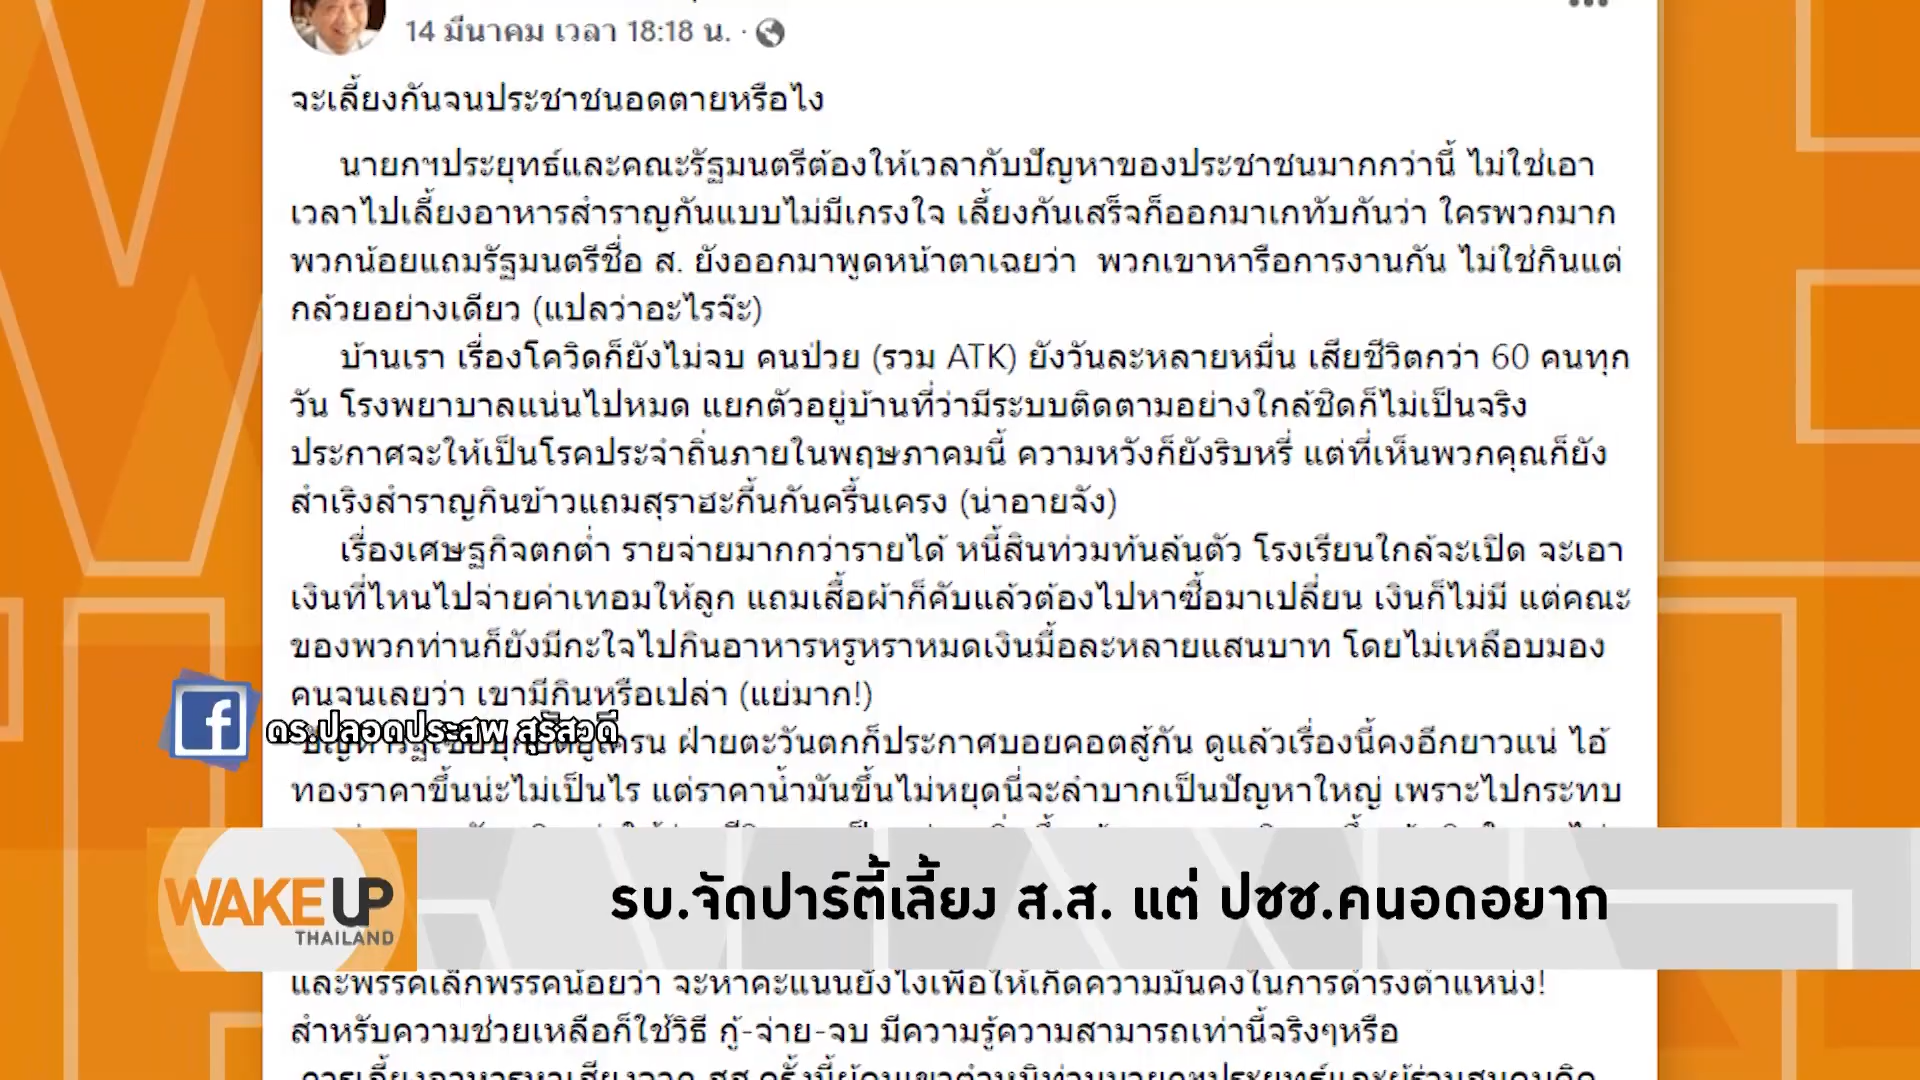 14 มีนาคม เวลา 18:18 น. ·
จะเลี้ยงกันจนประชาชนอดตายหรือไง
นายกฯประยุทธ์และคณะรัฐมนตรีต้องให้เวลากับปัญหาของประชาชนมากกว่านี้ ไม่ใช่เอา
เวลาไปเลี้ยงอาหารสำราญกันแบบไม่มีเกรงใจ เลี้ยงกันเสร็จก็ออกมาเกทับกันว่า ใครพวกมาก
พวกน้อยแถมรัฐมนตรีชื่อ ส. ยังออกมาพูดหน้าตาเฉยว่า พวกเขาหารือการงานกัน ไม่ใช่กินแต่
กล้วยอย่างเดียว (แปลว่าอะไรจ๊ะ)
บ้านเรา เรื่องโควิดก็ยังไม่จบ คนป่วย (รวม ATK) ยังวันละหลายหมื่น เสียชีวิตกว่า 60 คนทุก
วัน โรงพยาบาลแน่นไปหมด แยกตัวอยู่บ้านที่ว่ามีระบบติดตามอย่างใกล้ชิดก็ไม่เป็นจริง
ประกาศจะให้เป็นโรคประจำถิ่นภายในพฤษภาคมนี้ ความหวังก็ยังริบหรี่ แต่ที่เห็นพวกคุณก็ยัง
สำเริงสำราญกินข้าวแถมสุราฮะกี้นกันครื้นเครง (น่าอายจัง)
เรื่องเศษฐกิจตกต่ำ รายจ่ายมากกว่ารายได้ หนี้สินท่วมท้นล้นตัว โรงเรียนใกล้จะเปิด จะเอา
เงินที่ไหนไปจ่ายค่าเทอมให้ลูก แถมเสื้อผ้าก็คับแล้วต้องไปหาซื้อมาเปลี่ยน เงินก็ไม่มี แต่คณะ
ของพวกท่านก็ยังมีกะใจไปกินอาหารหรูหราหมดเงินมื้อละหลายแสนบาท โดยไม่เหลือบมอง
คนจนเลยว่า เขามีกินหรือเปล่า (แย่มาก!)
ดร.ปลอดประสพ สุรัสวดี
ฝ่ายตะวันตกก็ประกาศบอยคอตสู้กัน ดูแล้วเรื่องนี้คงอีกยาวแน่ ไอ้
ทองราคาขึ้นน่ะไม่เป็นไร แต่ราคาน้ำมันขึ้นไม่หยุดนี่จะลำบากเป็นปัญหาใหญ่ เพราะไปกระทบ
WAKE UP
THAILAND
รบ.จัดปาร์ตี้เลี้ยง ส.ส. แต่ ปชช.คนอดอยาก
และพรรคเล็กพรรคน้อยว่า จะหาคะแนนยังไงเพื่อให้เกิดความมั่นคงในการดำรงตำแหน่ง!
สำหรับความช่วยเหลือก็ใช้วิธี กู้-จ่าย-จบ มีความรู้ความสามารถเท่านี้จริงๆหรือ